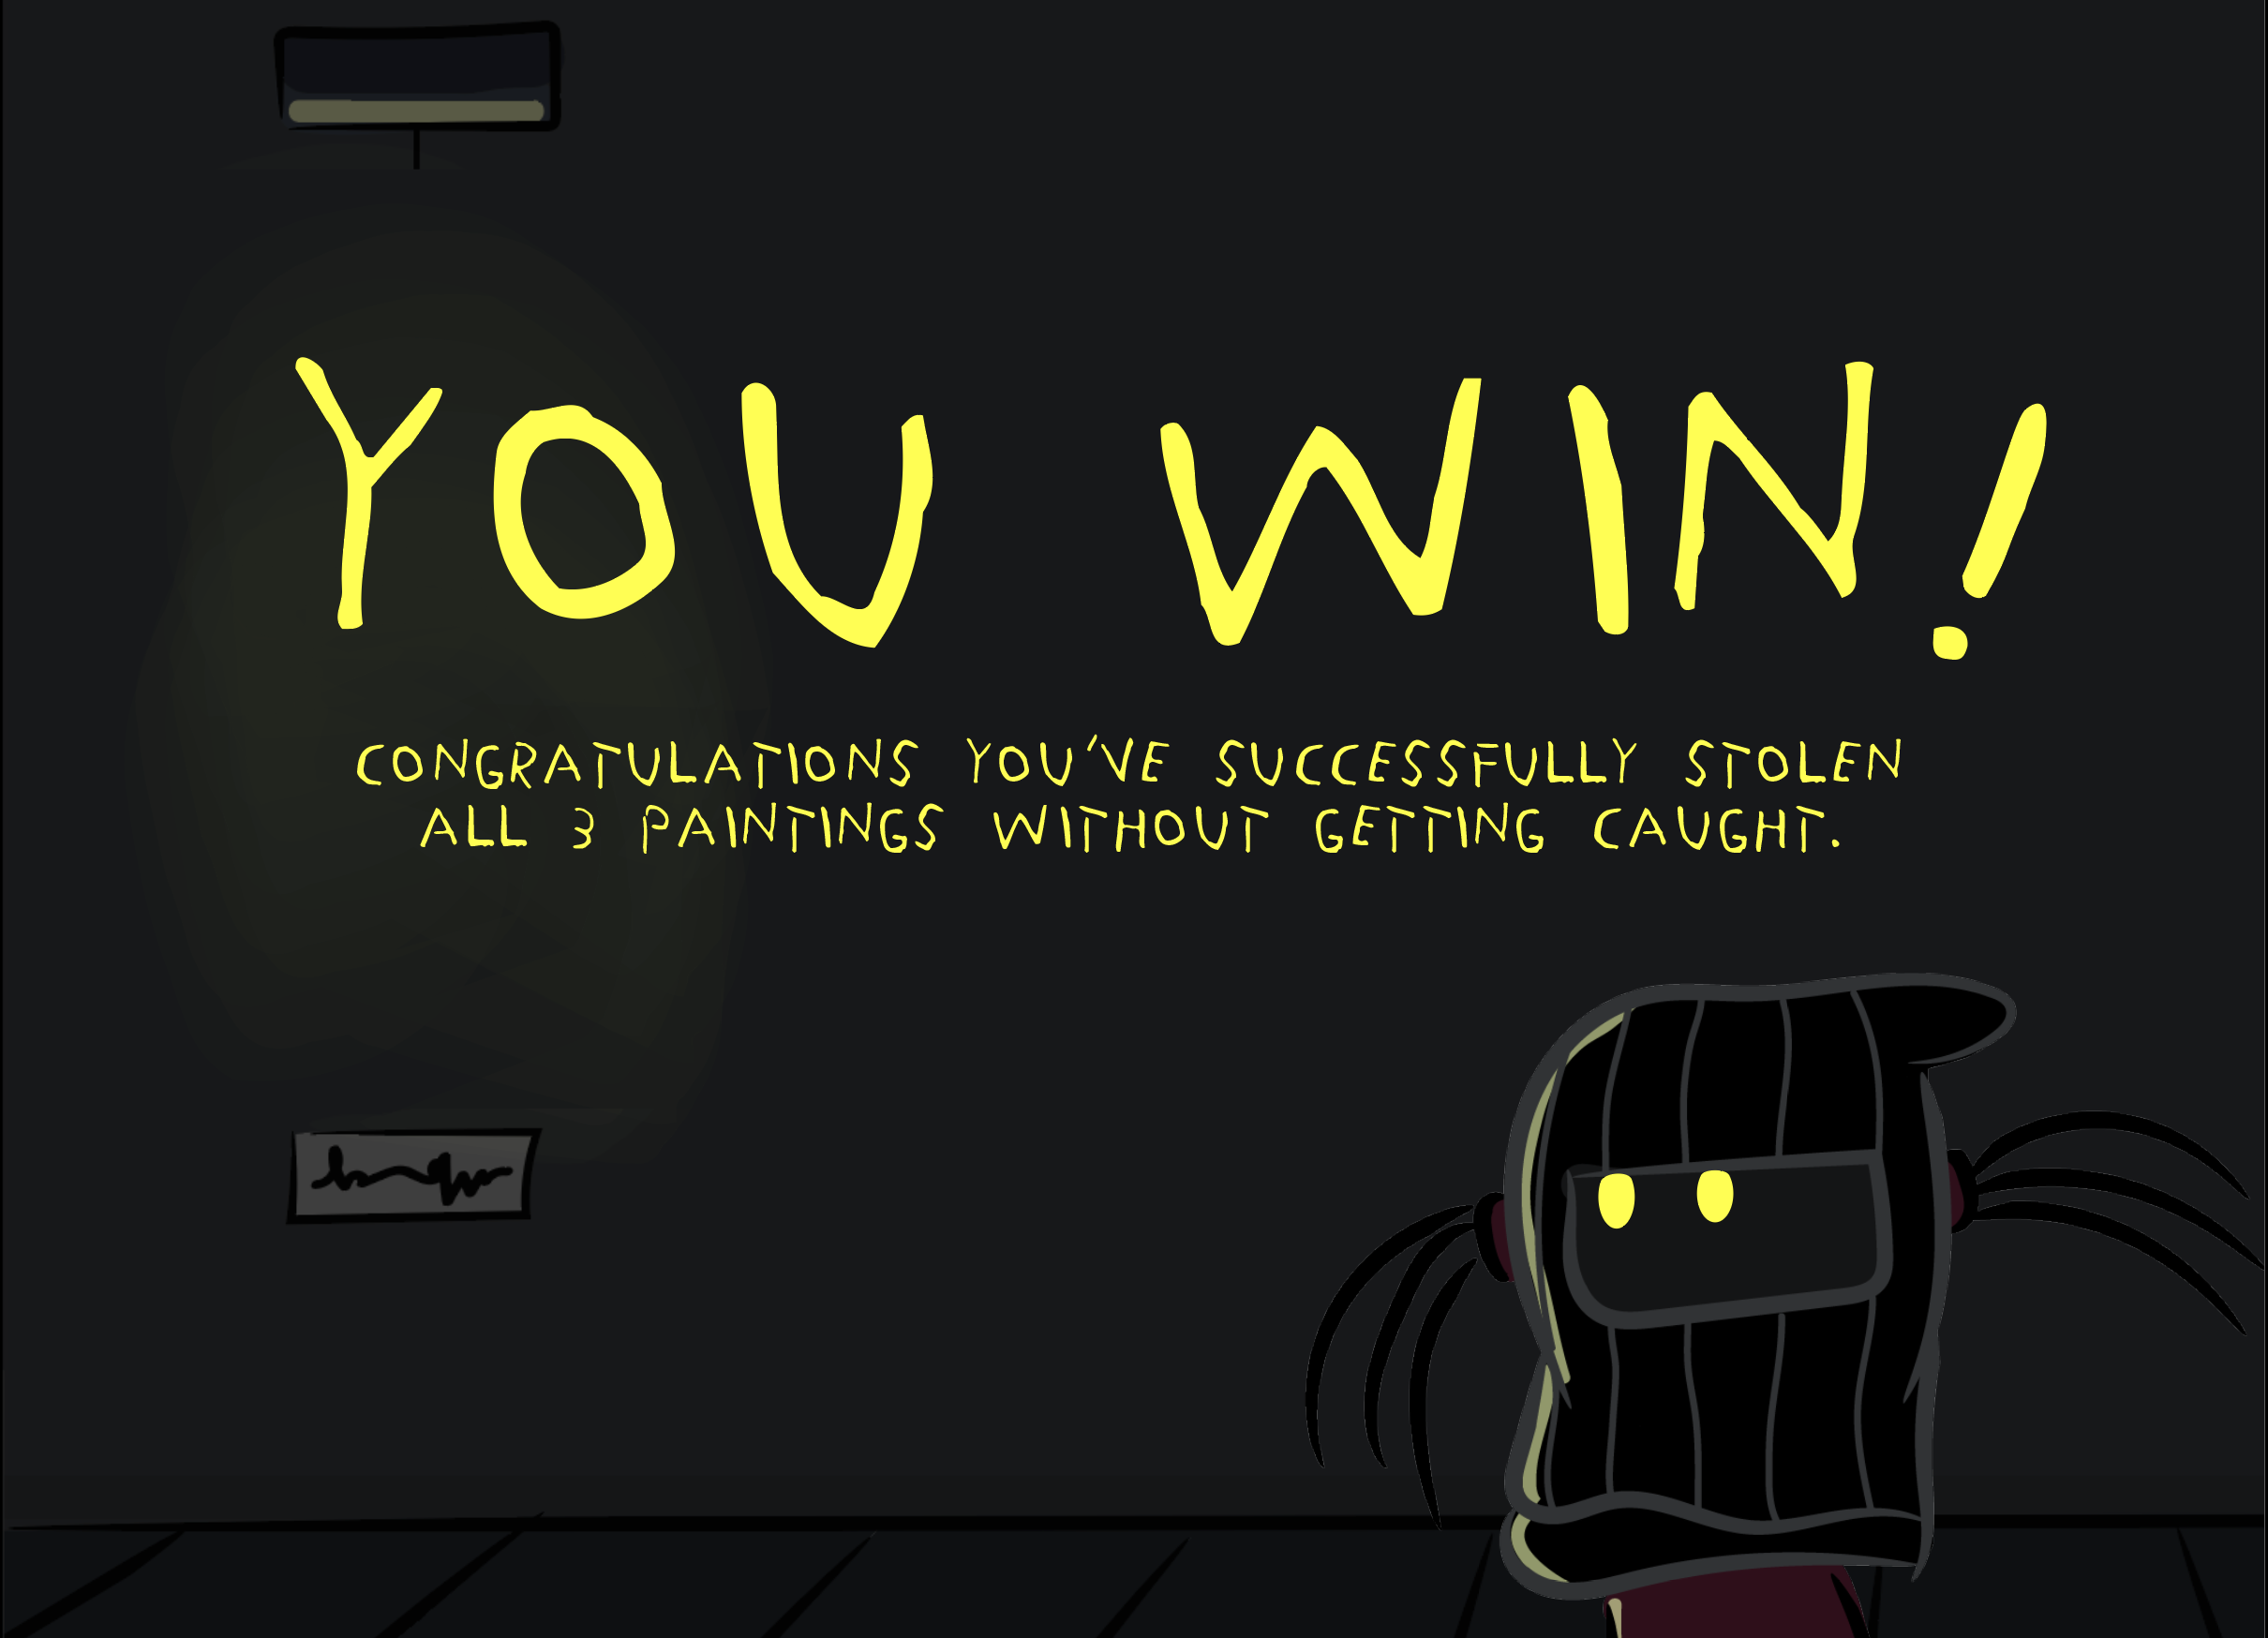 YOU WIN!
CONGRATULATIONS YOU'VE SUCCESSFULLY STOLEN
ALL 3 PAINTINGS WITHOUT GETTING CAUGHT.